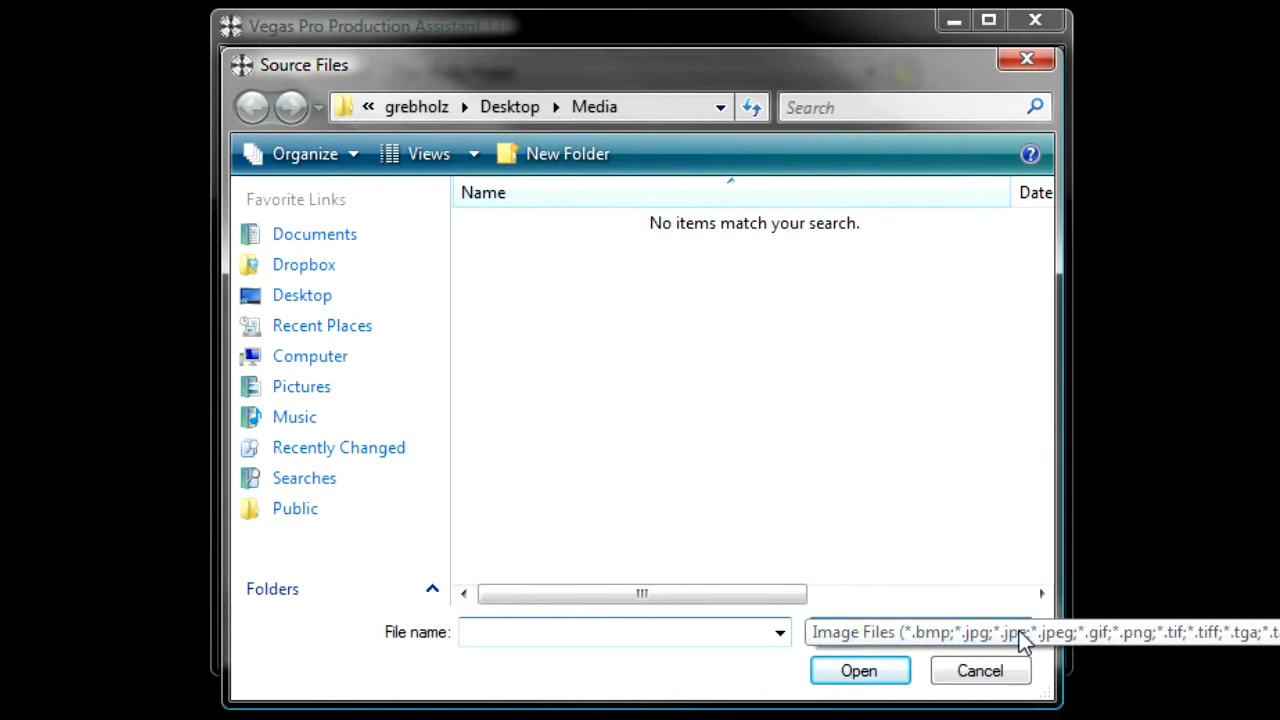 Vegas Pro Production Assistant 1.0
Source Files
« grebholz Desktop Media
Search
Organize Views New Folder
Favorite Links
Documents
Dropbox
Desktop
Recent Places
Computer
Pictures
Music
Recently Changed
Searches
Public
Folders
Name Date
No items match your search.
File name:
Image Files (*.bmp;*.jpg;*.jpe;*.jpeg;*.gif;*.png;*.tif;*.tiff;*.tga;*.t
Open Cancel